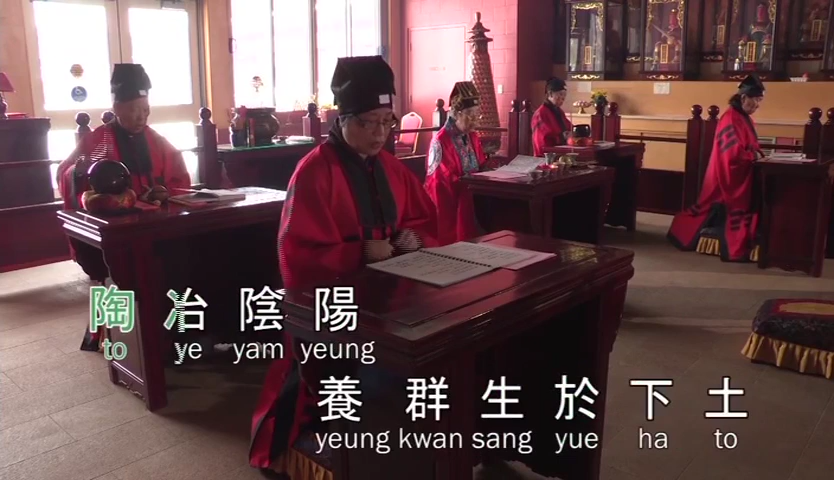 陶冶陰陽
to ye yam yeung
養群生於下土
yeung kwan sang yue ha to